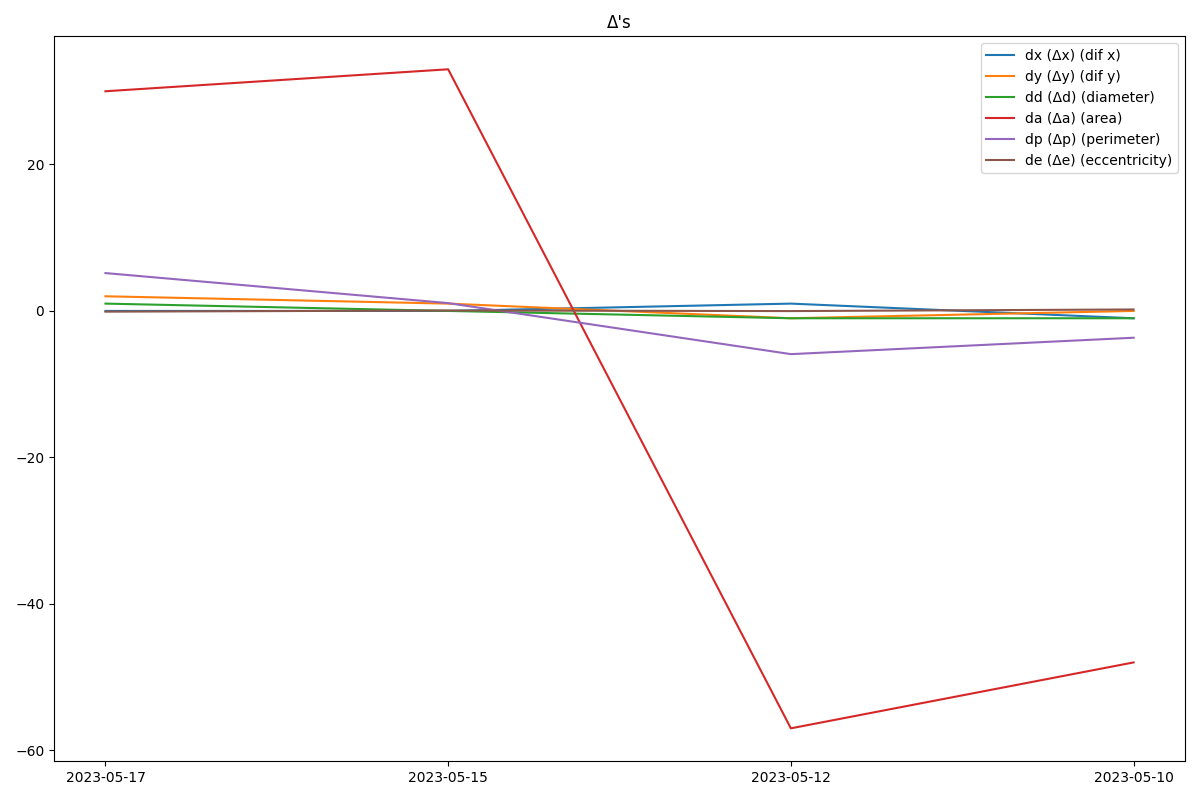 Δ's
dx (Δx) (dif x)
dy (Δy) (dif y)
dd (Δd) (diameter)
da (Δa) (area)
dp (Δp) (perimeter)
de (Δe) (eccentricity)
20
0
−20
−40
−60
2023-05-17 2023-05-15 2023-05-12 2023-05-10